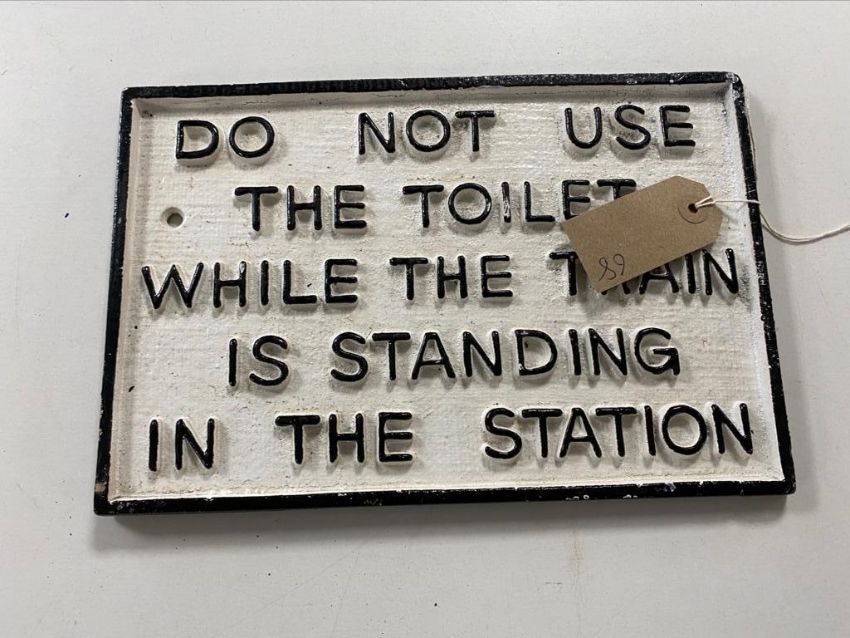 DO NOT USE
THE TOILET
WHILE THE TRAIN
IS STANDING
IN THE STATION